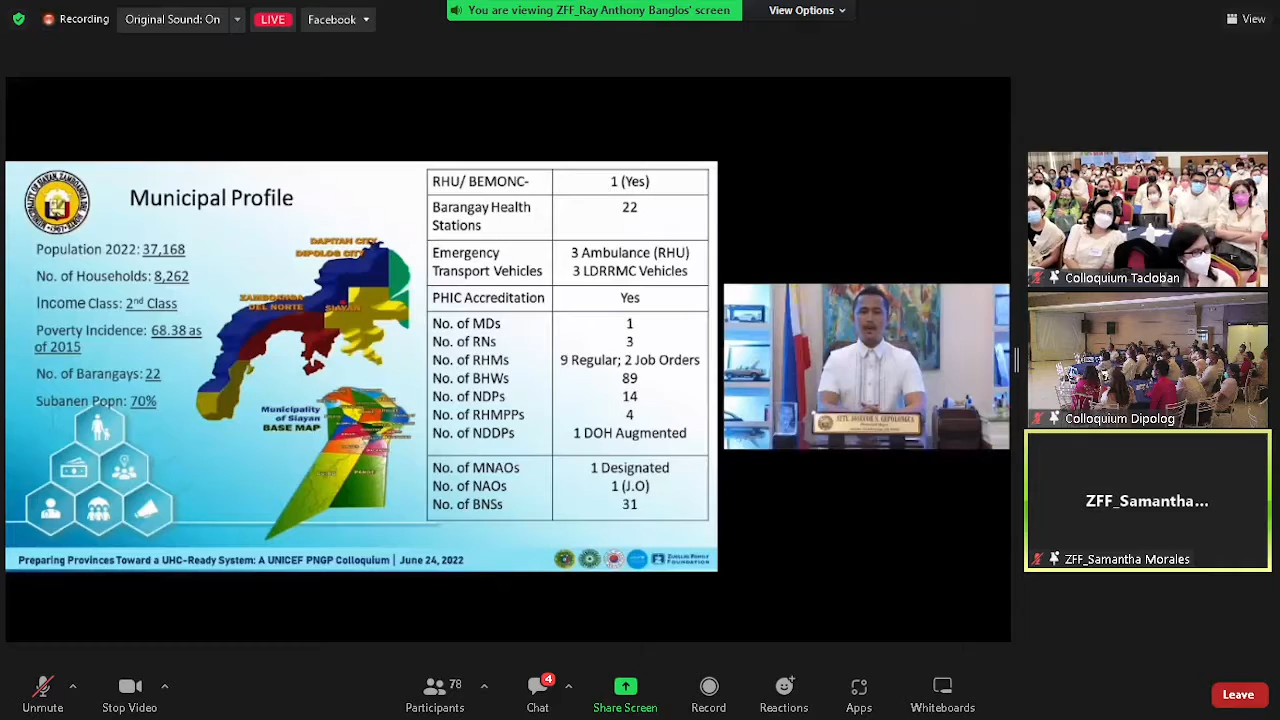 Recording
Original Sound: On
LIVE
Facebook
You are viewing ZFF_Ray Anthony Banglos' screen
View Options
View
Municipal Profile
Population 2022: 37,168
No. of Households: 8,262
Income Class: 2nd Class
Poverty Incidence: 68.38 as
of 2015
No. of Barangays: 22
Subanen Popn: 70%
DAPITAN CITY
DIPOLOG CITY
ZAMBOANGA
DEL NORTE
SIAYAN
Municipality
of Siayan
BASE MAP
RHU/ BEMONC- 1 (Yes)
Barangay Health 22
Stations
Emergency 3 Ambulance (RHU)
Transport Vehicles 3 LDRRMC Vehicles
PHIC Accreditation Yes
No. of MDs 1
No. of RNs 3
No. of RHMs 9 Regular; 2 Job Orders
No. of BHWs 89
No. of NDPs 14
No. of RHMPPs 4
No. of NDDPs 1 DOH Augmented
No. of MNAOs 1 Designated
No. of NAOs 1 (J.O)
No. of BNSs 31
Preparing Provinces Toward a UHC-Ready System: A UNICEF PNGP Colloquium | June 24, 2022
ZUELLIG FAMILY
FOUNDATION
Colloquium Tacloban
Colloquium Dipolog
ZFF_Samantha...
ZFF_Samantha Morales
Unmute
Stop Video
78
Participants
4
Chat
Share Screen
Record
Reactions
Apps
Whiteboards
Leave